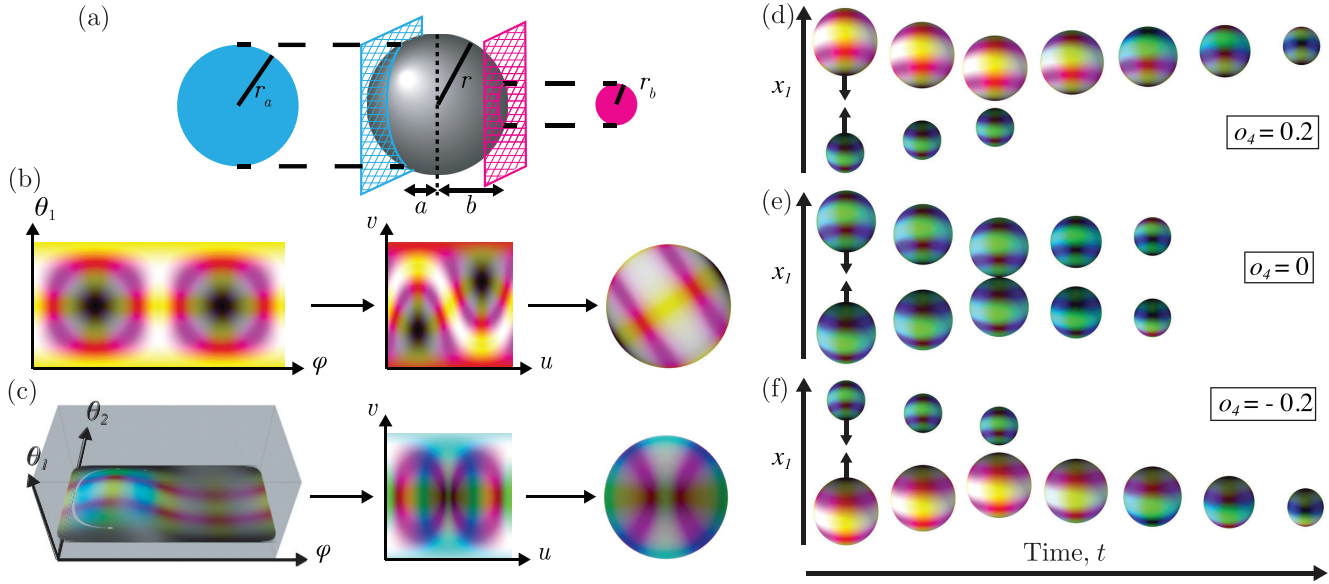 (a)
r_a
r
r_b
a
b
(b)
θ_1
φ
v
u
(c)
θ_1
θ_2
φ
v
u
(d)
x_1
o_4 = 0.2
(e)
x_1
o_4 = 0
(f)
x_1
o_4 = - 0.2
Time, t